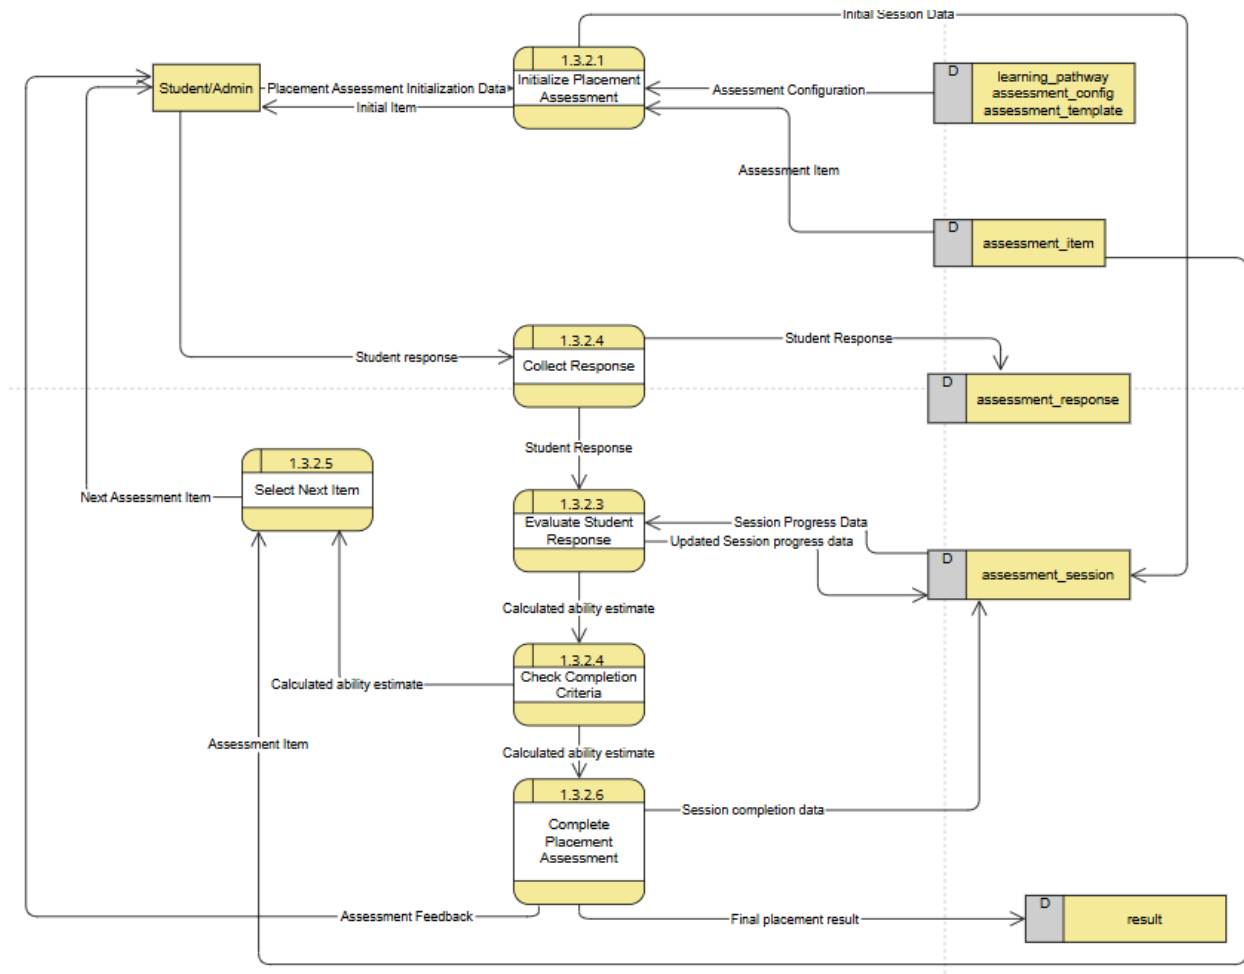 Initial Session Data
1.3.2.1
Initialize Placement
Assessment
Student/Admin
Placement Assessment Initialization Data
Initial Item
Assessment Configuration
D
learning_pathway
assessment_config
assessment_template
Assessment Item
D
assessment_item
1.3.2.4
Collect Response
Student response
Student Response
D
assessment_response
Student Response
1.3.2.5
Select Next Item
Next Assessment Item
1.3.2.3
Evaluate Student
Response
Session Progress Data
Updated Session progress data
D
assessment_session
Calculated ability estimate
1.3.2.4
Check Completion
Criteria
Calculated ability estimate
Assessment Item
Calculated ability estimate
1.3.2.6
Complete
Placement
Assessment
Session completion data
Assessment Feedback
Final placement result
D
result